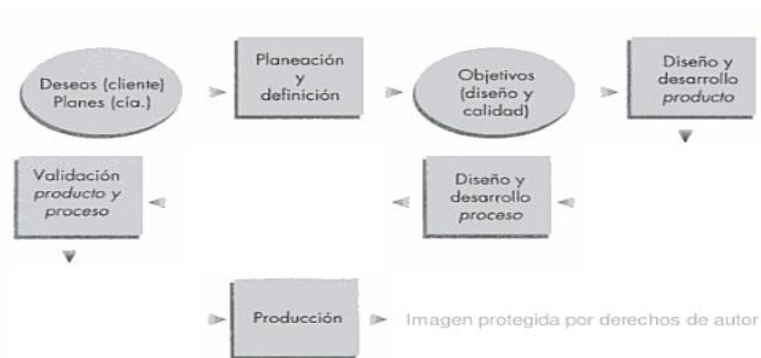 Deseos (cliente)
Planes (cía.)
Planeación
y
definición
Objetivos
(diseño y
calidad)
Diseño y
desarrollo
producto
Validación
producto y
proceso
Diseño y
desarrollo
proceso
Producción
Imagen protegida por derechos de autor